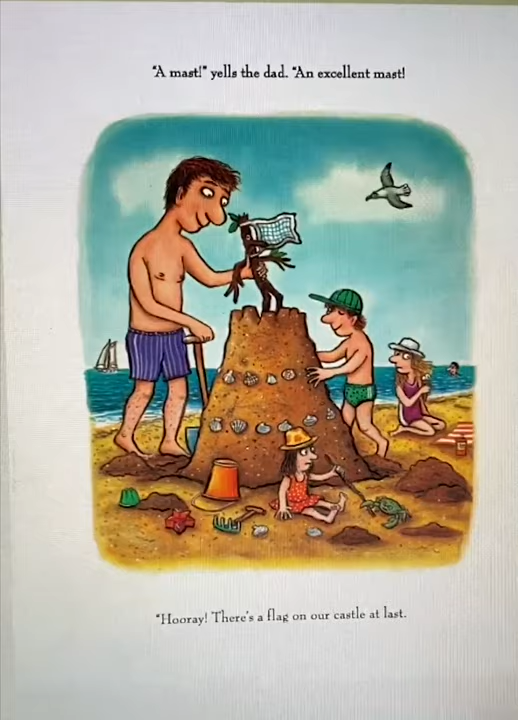 "A mast!" yells the dad. "An excellent mast!
"Hooray! There's a flag on our castle at last.